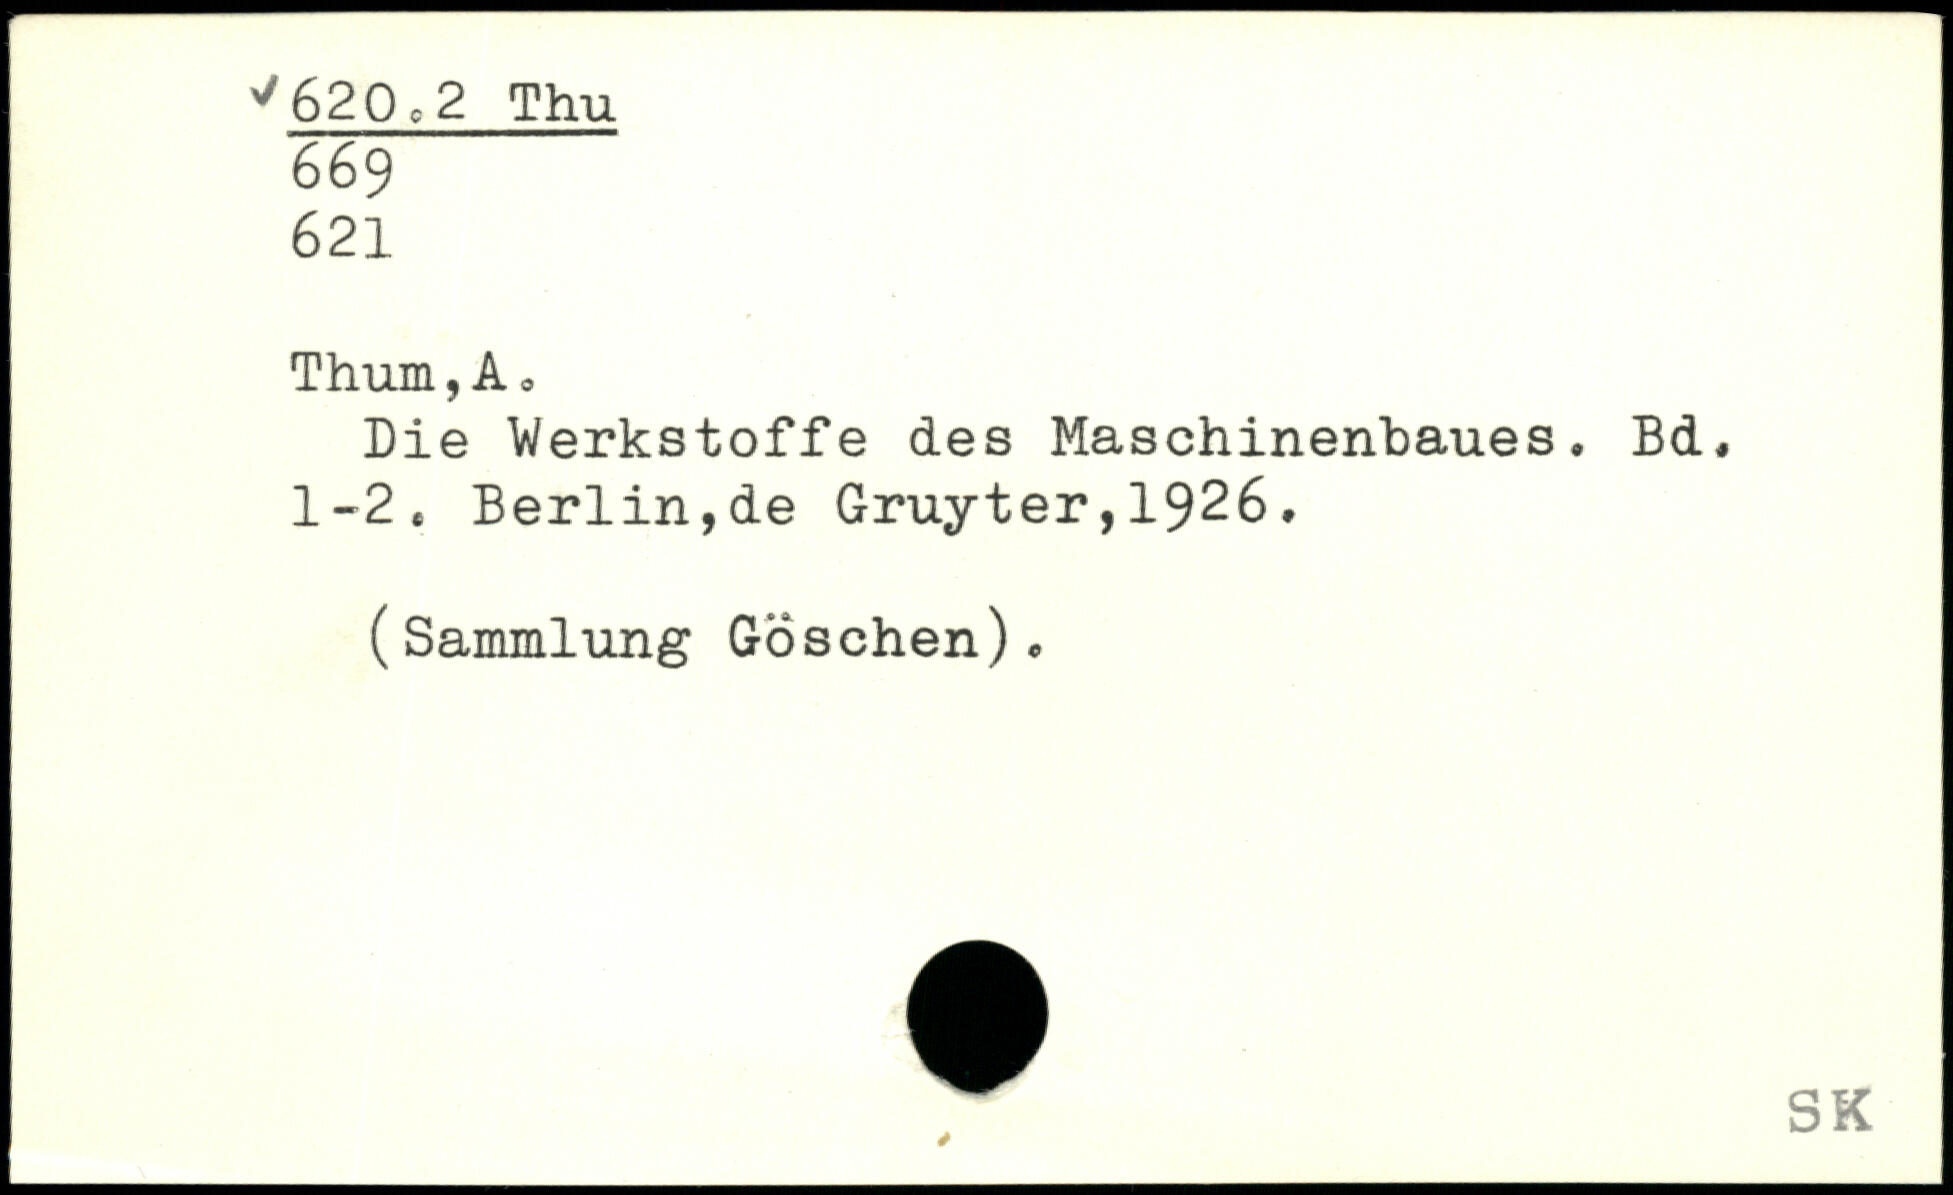 ✓620.2 Thu
669
621
Thum,A.
Die Werkstoffe des Maschinenbaues. Bd.
1-2. Berlin,de Gruyter,1926.
(Sammlung Göschen).
SK